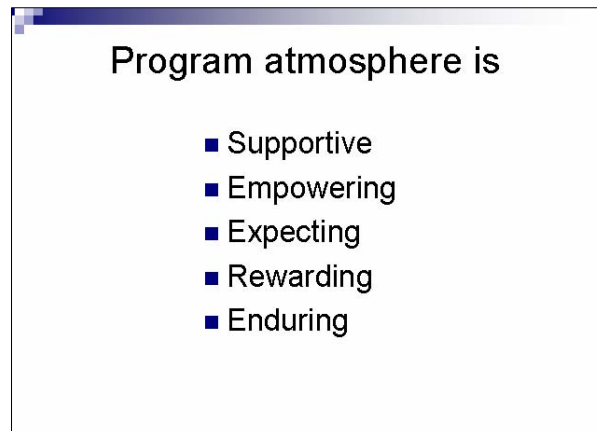 Program atmosphere is
Supportive
Empowering
Expecting
Rewarding
Enduring